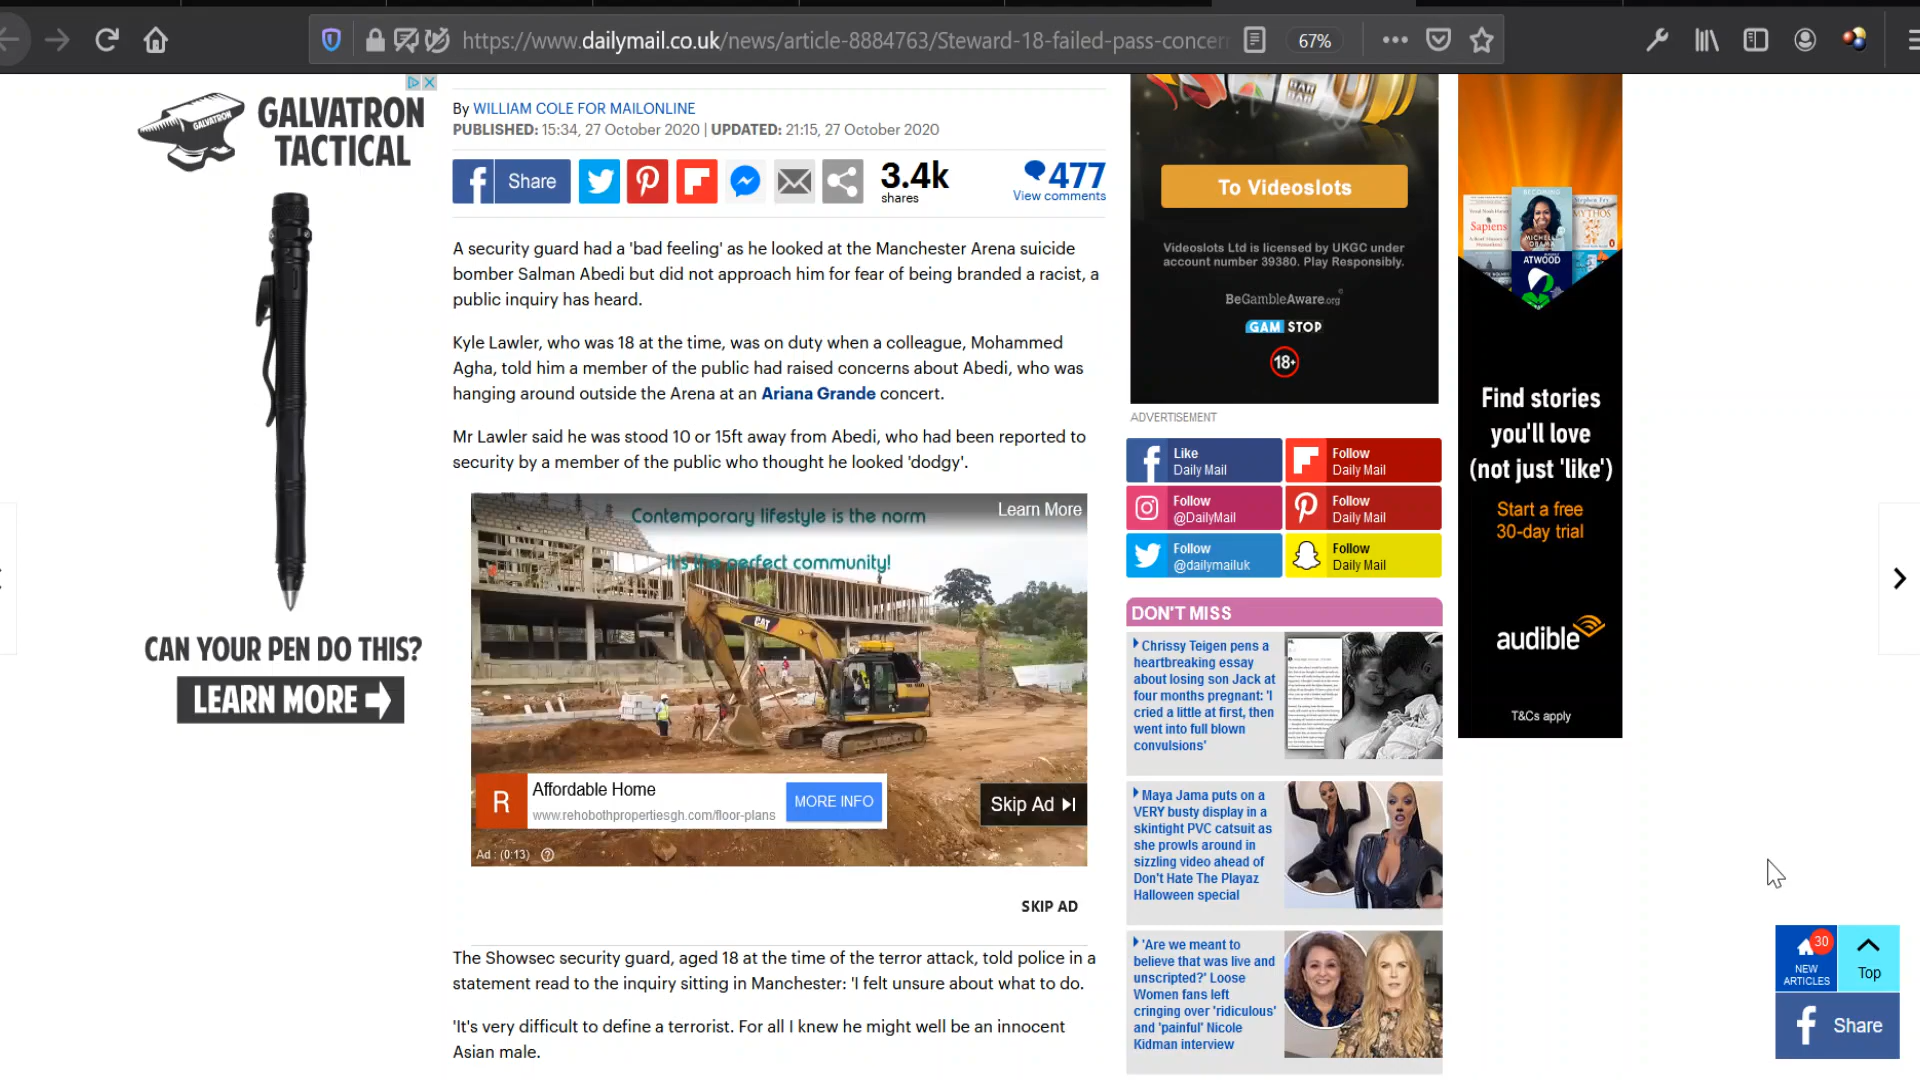 https://www.dailymail.co.uk/news/article-8884763/Steward-18-failed-pass-concer
67%
GALVATRON
GALVATRON
TACTICAL
CAN YOUR PEN DO THIS?
LEARN MORE
By WILLIAM COLE FOR MAILONLINE
PUBLISHED: 15:34, 27 October 2020 | UPDATED: 21:15, 27 October 2020
Share
3.4k
shares
477
View comments
A security guard had a 'bad feeling' as he looked at the Manchester Arena suicide
bomber Salman Abedi but did not approach him for fear of being branded a racist, a
public inquiry has heard.
Kyle Lawler, who was 18 at the time, was on duty when a colleague, Mohammed
Agha, told him a member of the public had raised concerns about Abedi, who was
hanging around outside the Arena at an Ariana Grande concert.
Mr Lawler said he was stood 10 or 15ft away from Abedi, who had been reported to
security by a member of the public who thought he looked 'dodgy'.
Contemporary lifestyle is the norm
Learn More
It's the perfect community!
CAT
R
Affordable Home
www.rehobothpropertiesgh.com/floor-plans
MORE INFO
Skip Ad
Ad : (0:13)
SKIP AD
The Showsec security guard, aged 18 at the time of the terror attack, told police in a
statement read to the inquiry sitting in Manchester: 'I felt unsure about what to do.
'It's very difficult to define a terrorist. For all I knew he might well be an innocent
Asian male.
BAR
BAR
To Videoslots
Videoslots Ltd is licensed by UKGC under
account number 39380. Play Responsibly.
BeGambleAware.org
GAMSTOP
18+
ADVERTISEMENT
Like
Daily Mail
Follow
Daily Mail
Follow
@DailyMail
Follow
Daily Mail
Follow
@dailymailuk
Follow
Daily Mail
DON'T MISS
Chrissy Teigen pens a
heartbreaking essay
about losing son Jack at
four months pregnant: 'I
cried a little at first, then
went into full blown
convulsions'
Maya Jama puts on a
VERY busty display in a
skintight PVC catsuit as
she prowls around in
sizzling video ahead of
Don't Hate The Playaz
Halloween special
'Are we meant to
believe that was live and
unscripted?' Loose
Women fans left
cringing over 'ridiculous'
and 'painful' Nicole
Kidman interview
BECOMING
Sapiens
MICHELLE
OBAMA
Stephen Fry
MYTHOS
ATWOOD
Find stories
you'll love
(not just 'like')
Start a free
30-day trial
audible
T&Cs apply
30
NEW
ARTICLES
Top
Share